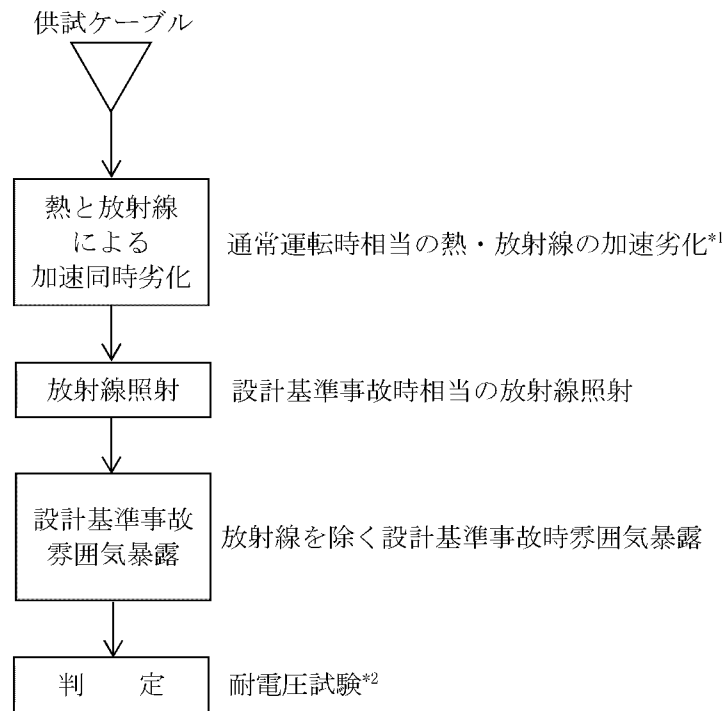 供試ケーブル
熱と放射線
による
加速同時劣化
通常運転時相当の熱・放射線の加速劣化*1
放射線照射
設計基準事故時相当の放射線照射
設計基準事故
雰囲気暴露
放射線を除く設計基準事故時雰囲気暴露
判 定
耐電圧試験*2